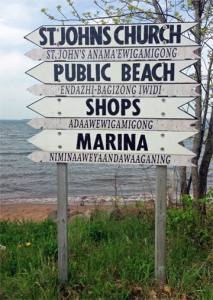 ST JOHNS CHURCH
ST. JOHN'S ANAMA'EWIGAMIGONG
PUBLIC BEACH
ENDAZHI-BAGIZONG IWIDI
SHOPS
ADAAWEWIGAMIGONG
MARINA
NIMINAAWEYAANDAWAAGANING